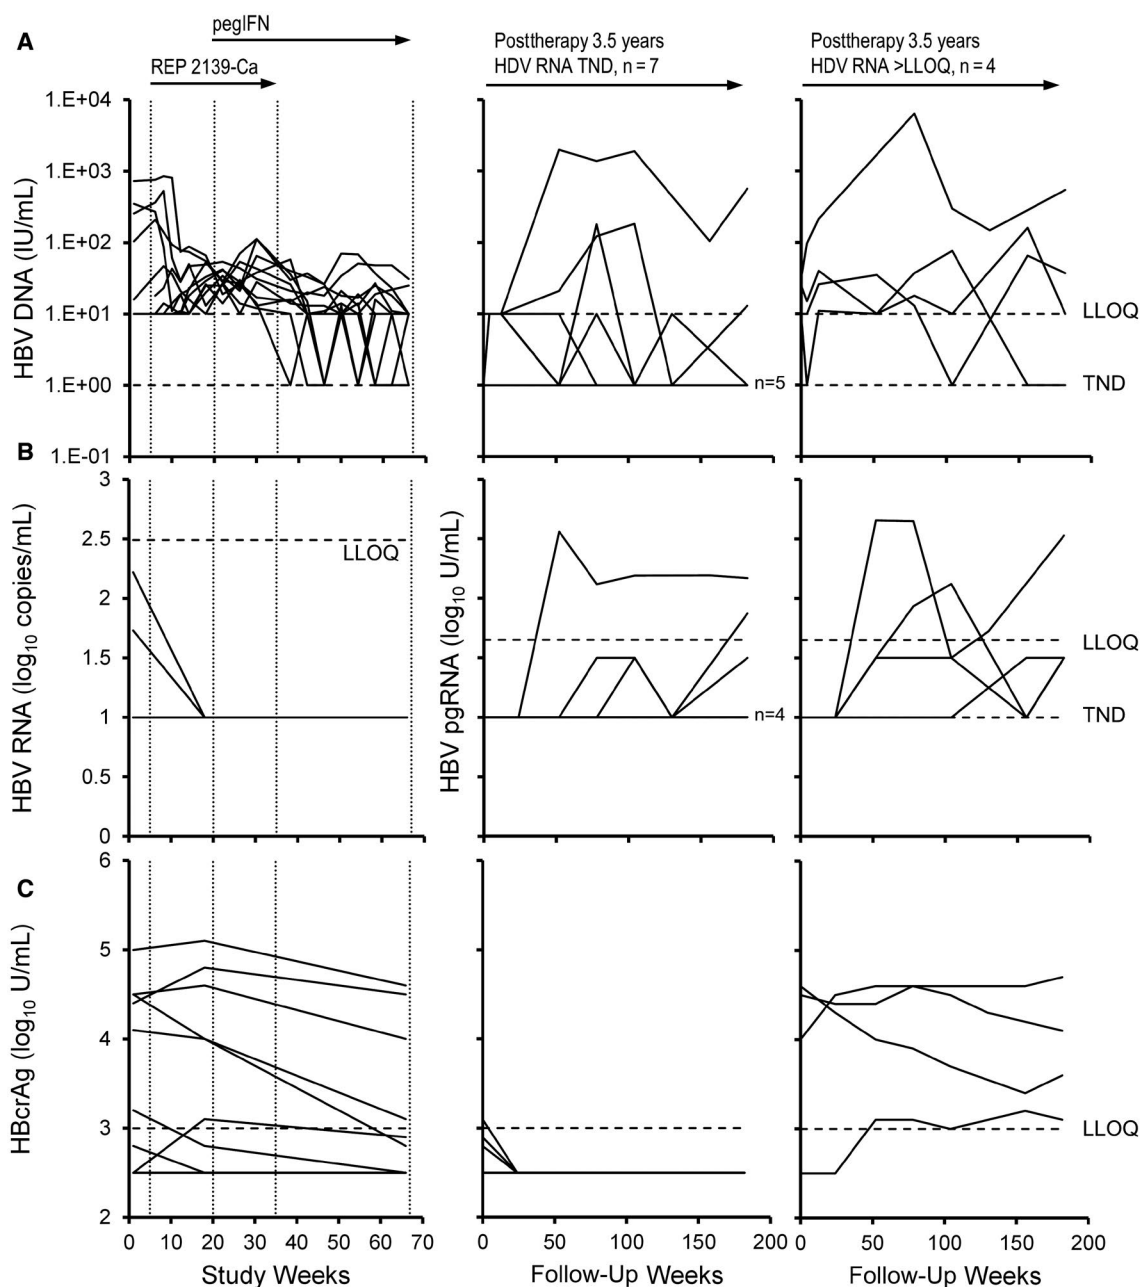 pegIFN
A
REP 2139-Ca
Posttherapy 3.5 years
HDV RNA TND, n = 7
Posttherapy 3.5 years
HDV RNA >LLOQ, n = 4
HBV DNA (IU/mL)
1.E+04
1.E+03
1.E+02
1.E+01
1.E+00
1.E-01
n=5
LLOQ
TND
B
HBV RNA (log10 copies/mL)
3
2.5
2
1.5
1
0.5
0
LLOQ
HBV pgRNA (log10 U/mL)
n=4
LLOQ
TND
C
HBcrAg (log10 U/mL)
6
5
4
3
2
LLOQ
0 10 20 30 40 50 60 70
0 50 100 150 200
0 50 100 150 200
Study Weeks
Follow-Up Weeks
Follow-Up Weeks